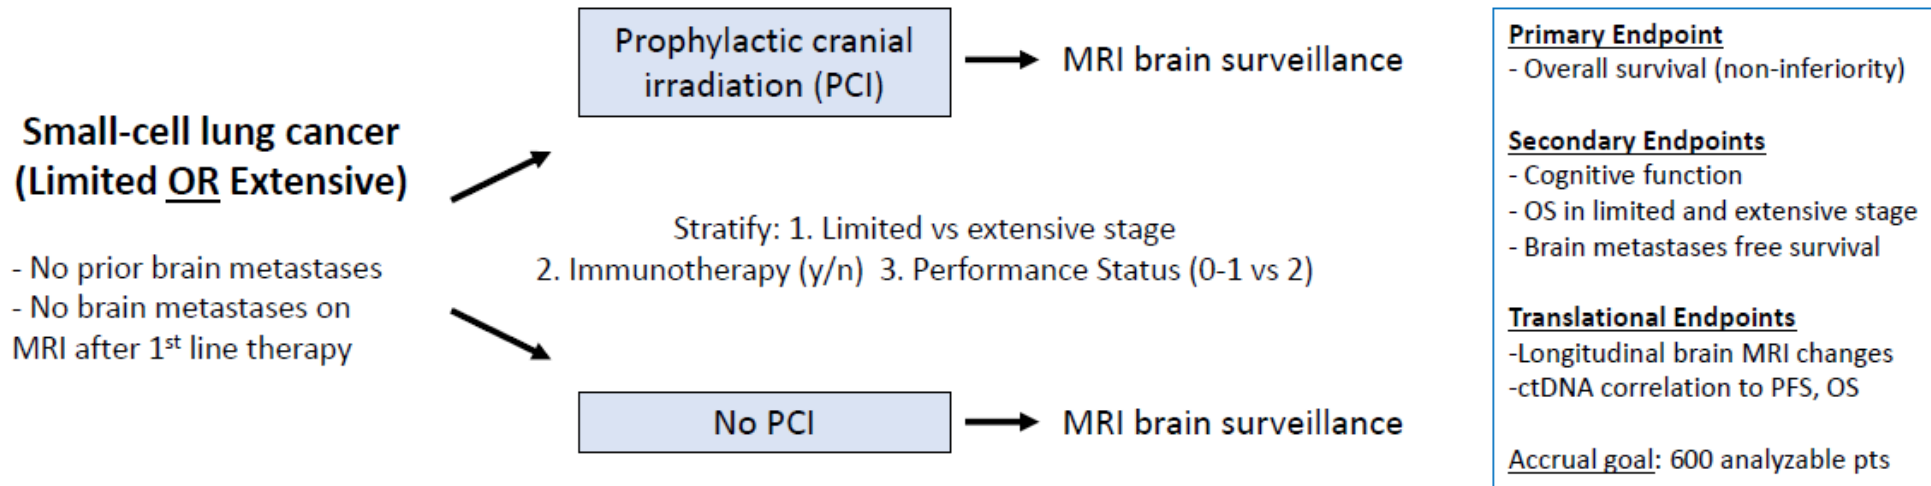 Small-cell lung cancer
(Limited OR Extensive)
- No prior brain metastases
- No brain metastases on
MRI after 1st line therapy
Prophylactic cranial
irradiation (PCI)
MRI brain surveillance
Stratify: 1. Limited vs extensive stage
2. Immunotherapy (y/n) 3. Performance Status (0-1 vs 2)
No PCI
MRI brain surveillance
Primary Endpoint
- Overall survival (non-inferiority)
Secondary Endpoints
- Cognitive function
- OS in limited and extensive stage
- Brain metastases free survival
Translational Endpoints
-Longitudinal brain MRI changes
-ctDNA correlation to PFS, OS
Accrual goal: 600 analyzable pts